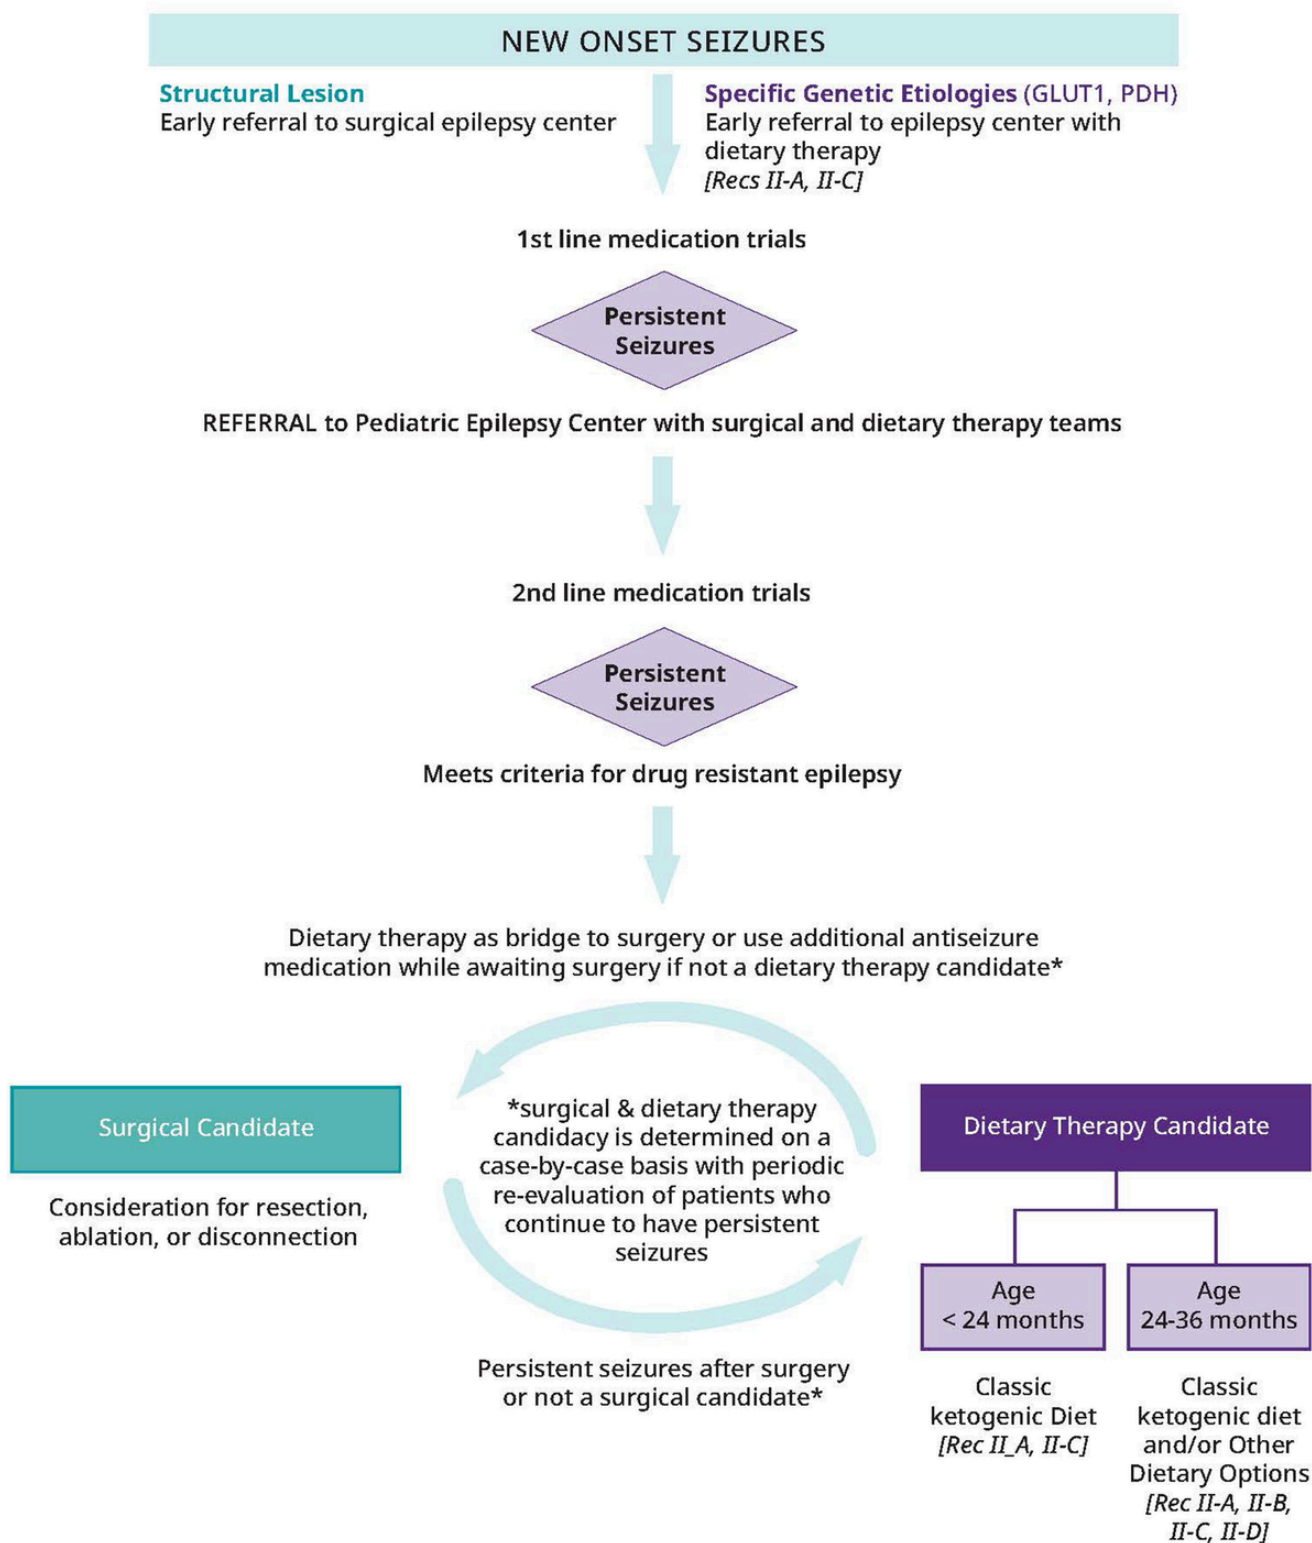 NEW ONSET SEIZURES
Structural Lesion
Early referral to surgical epilepsy center
Specific Genetic Etiologies (GLUT1, PDH)
Early referral to epilepsy center with
dietary therapy
[Recs II-A, II-C]
1st line medication trials
Persistent
Seizures
REFERRAL to Pediatric Epilepsy Center with surgical and dietary therapy teams
2nd line medication trials
Persistent
Seizures
Meets criteria for drug resistant epilepsy
Dietary therapy as bridge to surgery or use additional antiseizure
medication while awaiting surgery if not a dietary therapy candidate*
Surgical Candidate
Consideration for resection,
ablation, or disconnection
*surgical & dietary therapy
candidacy is determined on a
case-by-case basis with periodic
re-evaluation of patients who
continue to have persistent
seizures
Persistent seizures after surgery
or not a surgical candidate*
Dietary Therapy Candidate
Age
< 24 months
Classic
ketogenic Diet
[Rec II_A, II-C]
Age
24-36 months
Classic
ketogenic diet
and/or Other
Dietary Options
[Rec II-A, II-B,
II-C, II-D]